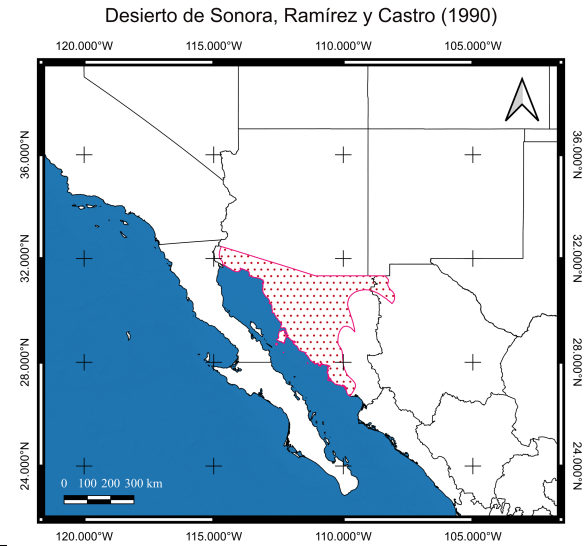 Desierto de Sonora, Ramírez y Castro (1990)
120.000°W 115.000°W 110.000°W 105.000°W
36.000°N 36.000°N
32.000°N 32.000°N
28.000°N 28.000°N
24.000°N 24.000°N
0 100 200 300 km
120.000°W 115.000°W 110.000°W 105.000°W